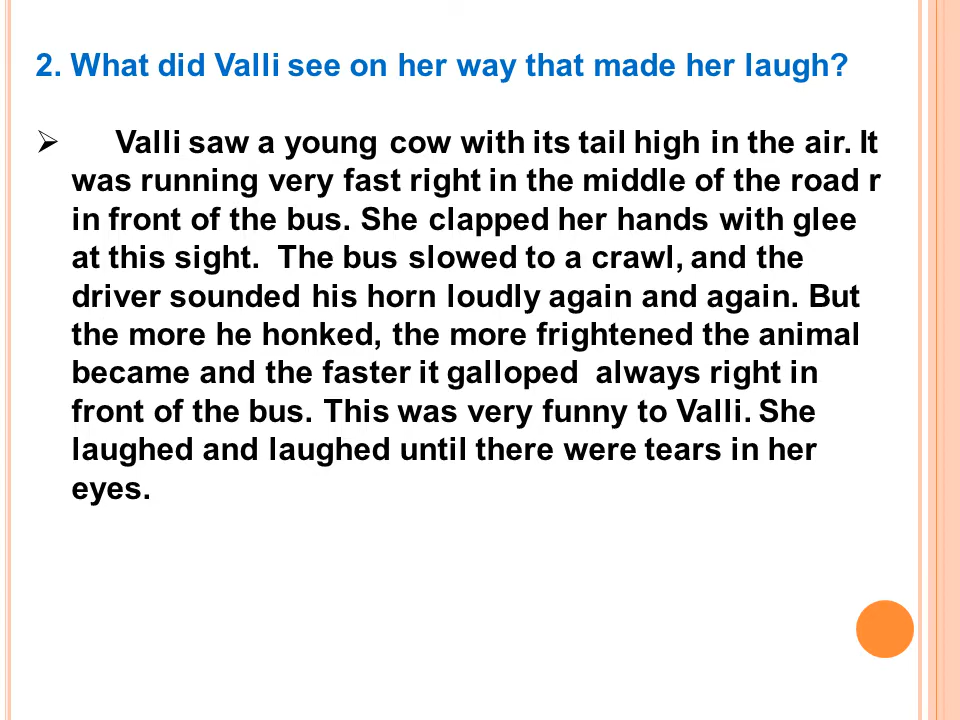 2. What did Valli see on her way that made her laugh?
➢ Valli saw a young cow with its tail high in the air. It
was running very fast right in the middle of the road r
in front of the bus. She clapped her hands with glee
at this sight. The bus slowed to a crawl, and the
driver sounded his horn loudly again and again. But
the more he honked, the more frightened the animal
became and the faster it galloped always right in
front of the bus. This was very funny to Valli. She
laughed and laughed until there were tears in her
eyes.